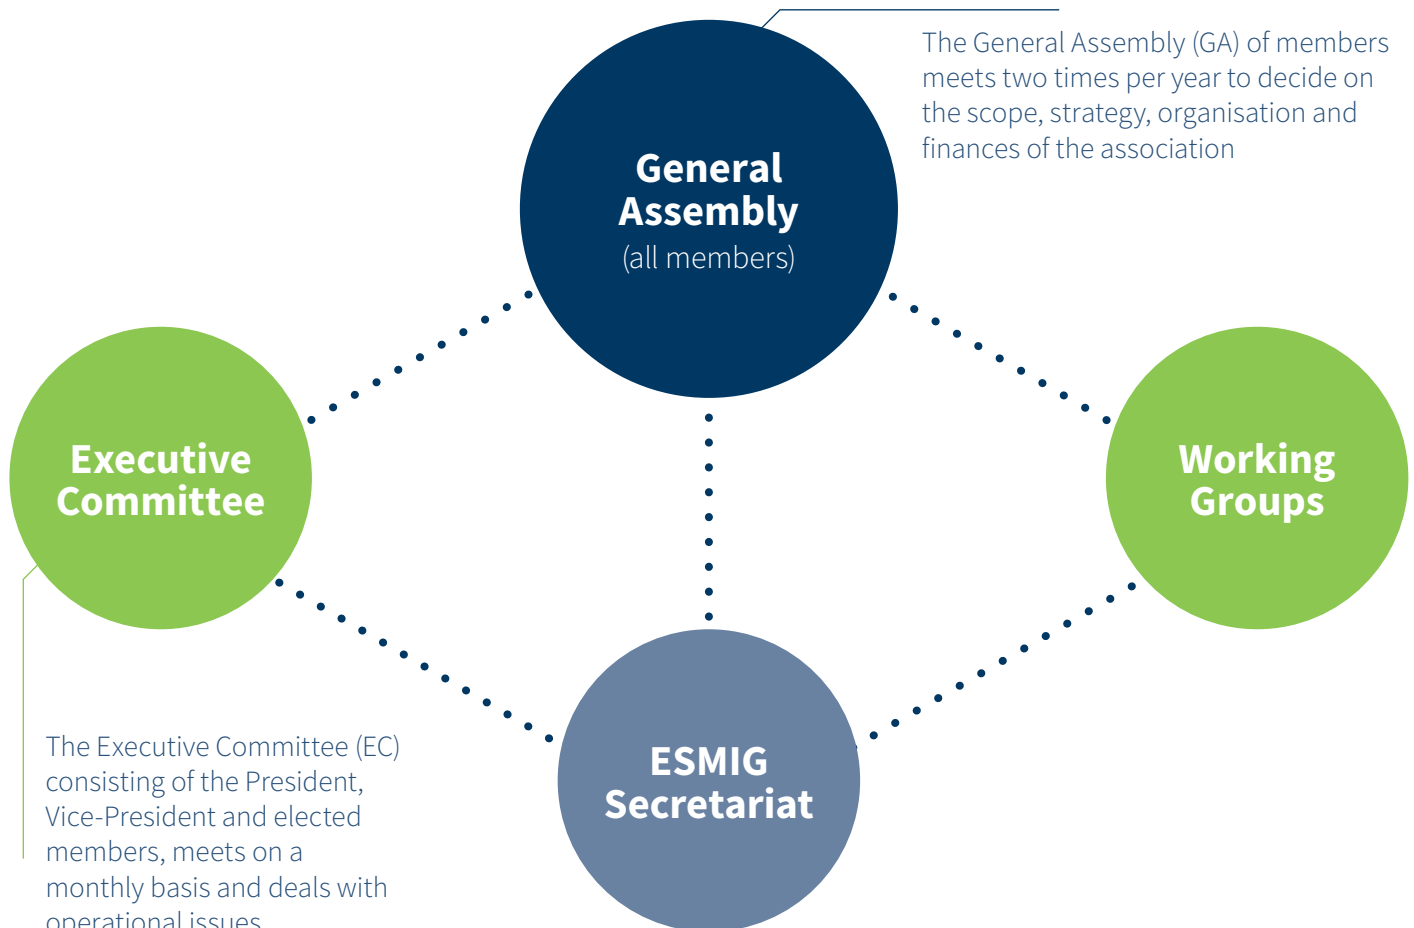 The General Assembly (GA) of members
meets two times per year to decide on
the scope, strategy, organisation and
finances of the association
General
Assembly
(all members)
Executive
Committee
Working
Groups
The Executive Committee (EC)
consisting of the President,
Vice-President and elected
members, meets on a
monthly basis and deals with
operational issues
ESMIG
Secretariat